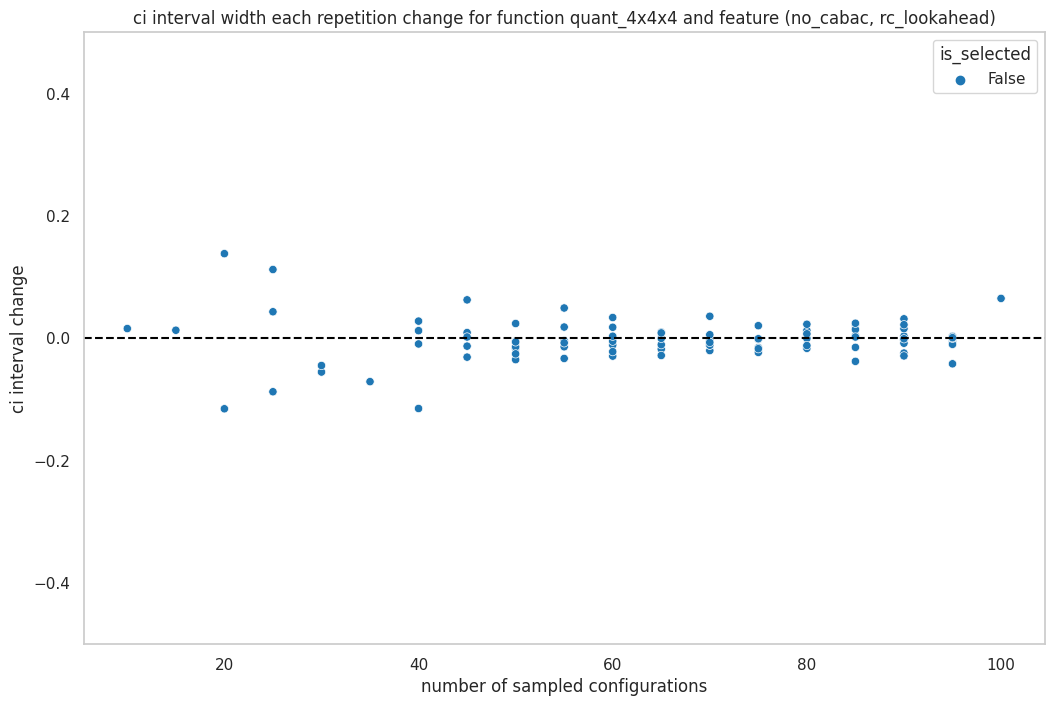 ci interval width each repetition change for function quant_4x4x4 and feature (no_cabac, rc_lookahead)
is_selected
False
ci interval change
0.4
0.2
0.0
−0.2
−0.4
20
40
60
80
100
number of sampled configurations